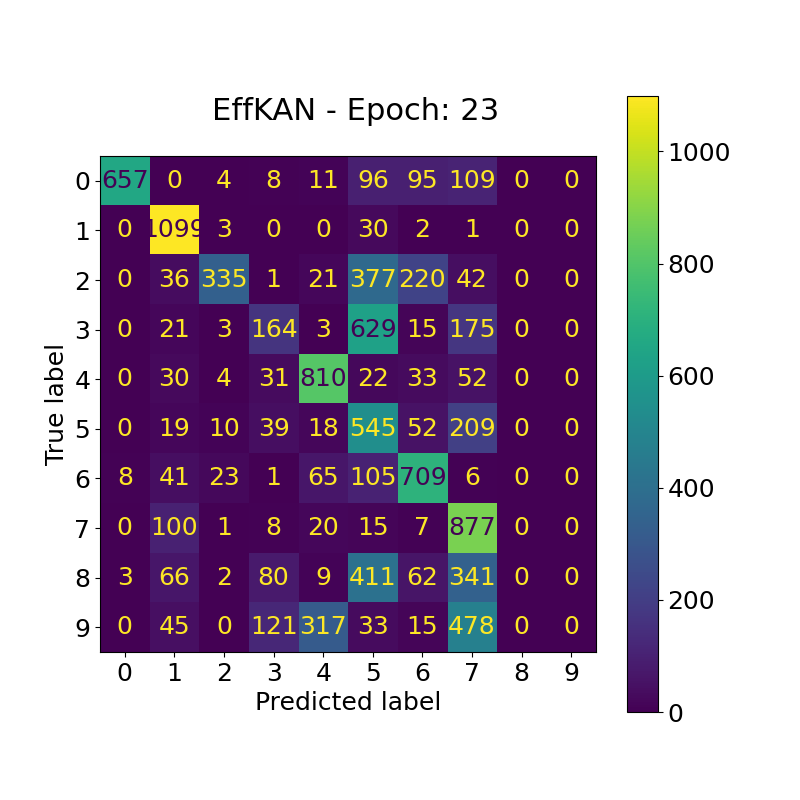 EffKAN - Epoch: 23
1000
0 657 0 4 8 11 96 95 109 0 0
1 0 1099 3 0 0 30 2 1 0 0
800
2 0 36 335 1 21 377 220 42 0 0
3 0 21 3 164 3 629 15 175 0 0
600
4 0 30 4 31 810 22 33 52 0 0
True label
5 0 19 10 39 18 545 52 209 0 0
6 8 41 23 1 65 105 709 6 0 0
400
7 0 100 1 8 20 15 7 877 0 0
8 3 66 2 80 9 411 62 341 0 0
200
9 0 45 0 121 317 33 15 478 0 0
0 1 2 3 4 5 6 7 8 9
Predicted label
0